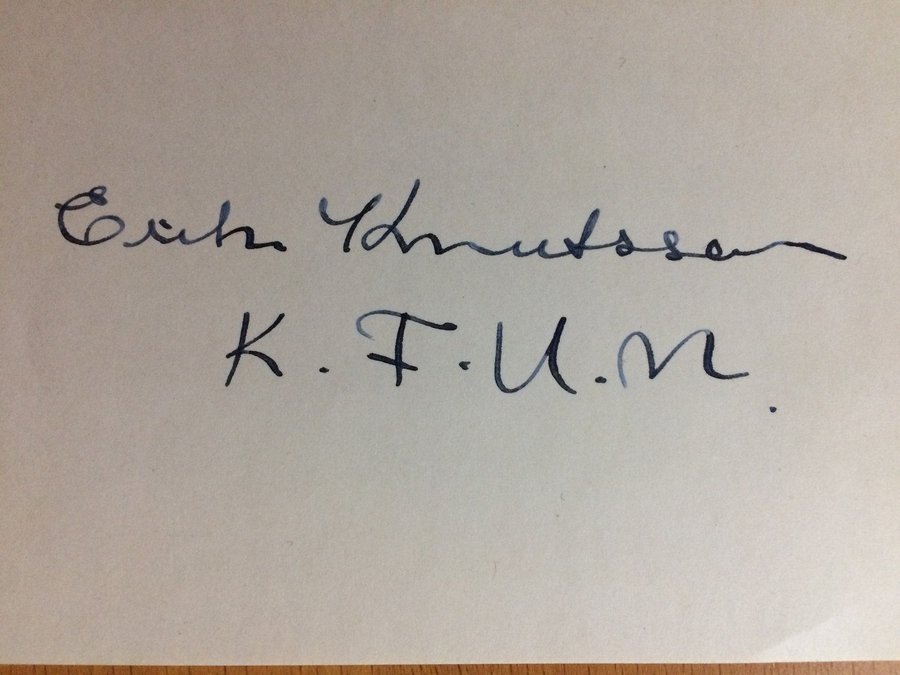 Erik Knutsson
K. F. U. M.